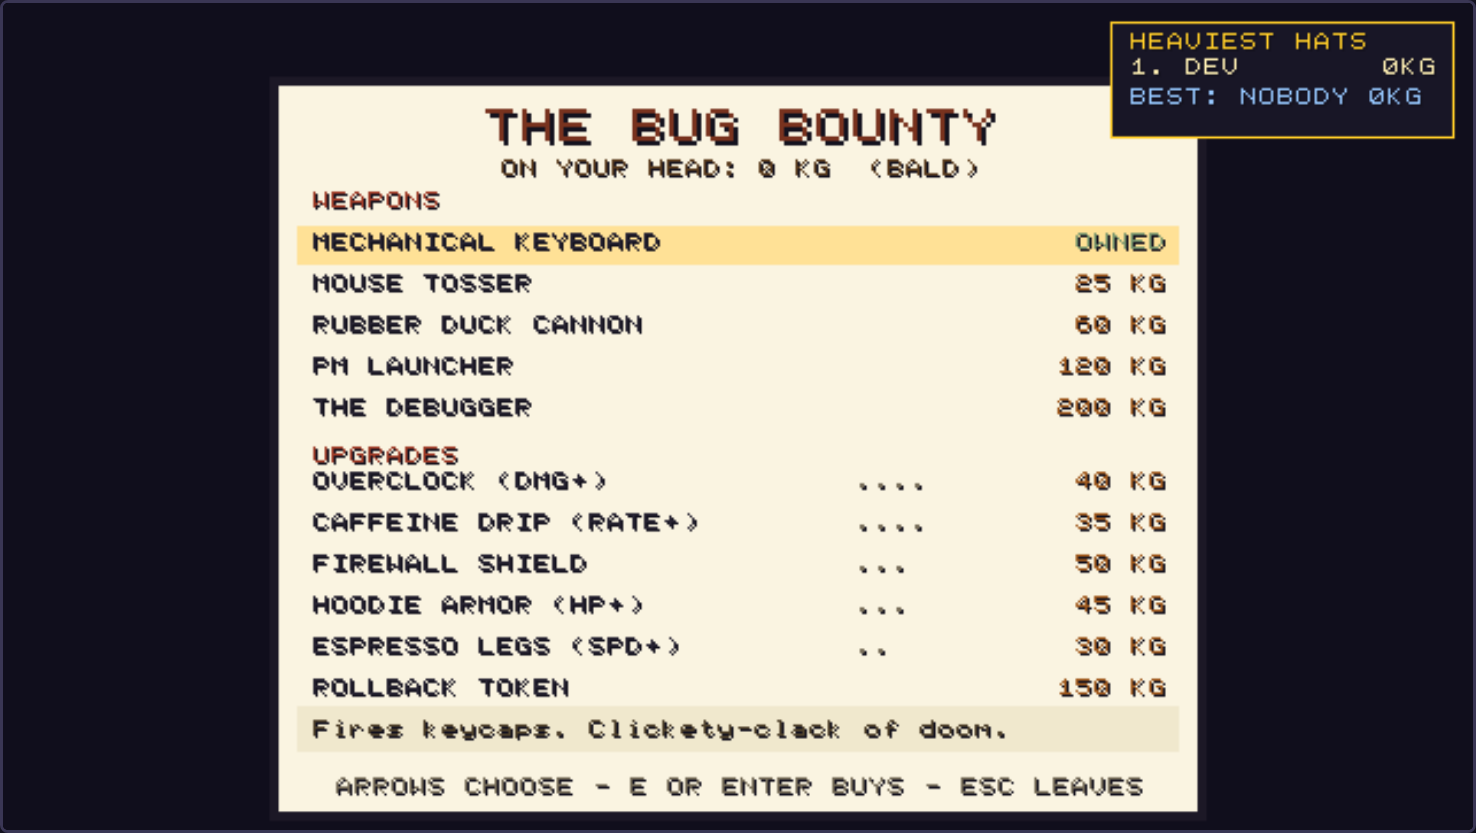 HEAVIEST HATS
1. DEV 0KG
BEST: NOBODY 0KG
THE BUG BOUNTY
ON YOUR HEAD: 0 KG (BALD)
WEAPONS
MECHANICAL KEYBOARD OWNED
MOUSE TOSSER 25 KG
RUBBER DUCK CANNON 60 KG
PM LAUNCHER 120 KG
THE DEBUGGER 200 KG
UPGRADES
OVERCLOCK (DMG+) .... 40 KG
CAFFEINE DRIP (RATE+) .... 35 KG
FIREWALL SHIELD ... 50 KG
HOODIE ARMOR (HP+) ... 45 KG
ESPRESSO LEGS (SPD+) .. 30 KG
ROLLBACK TOKEN 150 KG
Fires keycaps. Clickety-clack of doom.
ARROWS CHOOSE - E OR ENTER BUYS - ESC LEAVES